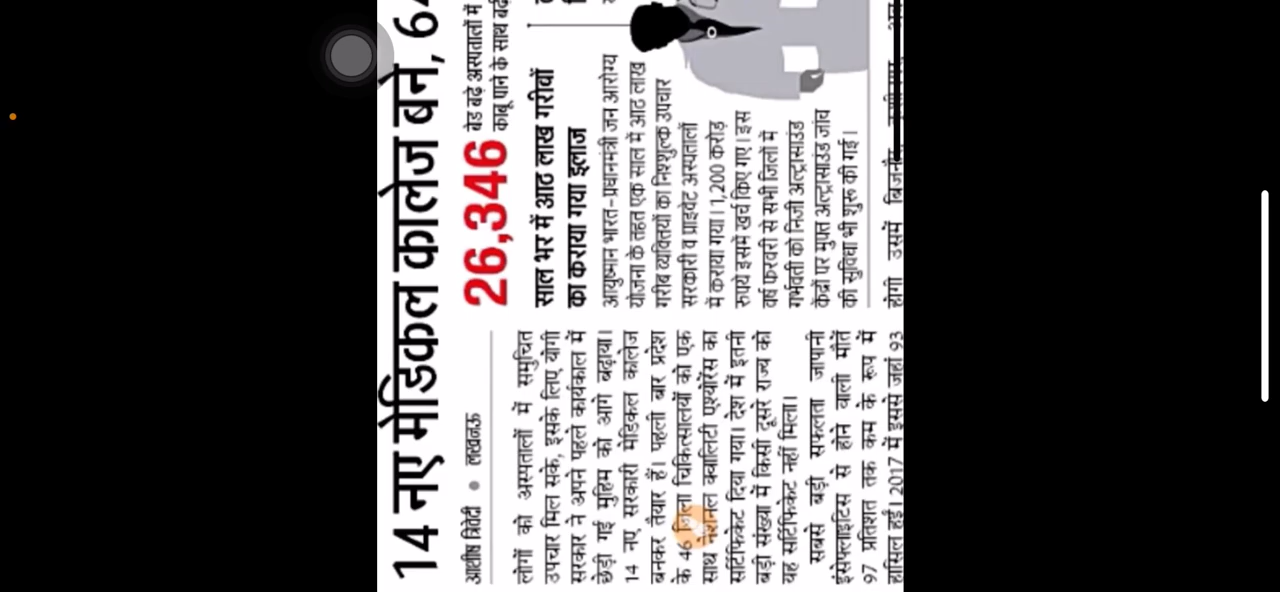 14 नए मेडिकल कालेज बने, 64
आशीष त्रिवेदी • लखनऊ
लोगों को अस्पतालों में समुचित
उपचार मिल सके, इसके लिए योगी
सरकार ने अपने पहले कार्यकाल में
छेड़ी गई मुहिम को आगे बढ़ाया।
14 नए सरकारी मेडिकल कालेज
बनकर तैयार हैं। पहली बार प्रदेश
के 46 जिला चिकित्सालयों को एक
साथ नेशनल क्वालिटी एश्योरेंस का
सर्टिफिकेट दिया गया। देश में इतनी
बड़ी संख्या में किसी दूसरे राज्य को
यह सर्टिफिकेट नहीं मिला।
सबसे बड़ी सफलता जापानी
इंसेफ्लाइटिस से होने वाली मौतें
97 प्रतिशत तक कम के रूप में
हासिल हुई। 2017 में इससे जहां 93
26,346
बेड बढ़े अस्पतालों में
काबू पाने के साथ बढ़ी
साल भर में आठ लाख गरीबों
का कराया गया इलाज
आयुष्मान भारत-प्रधानमंत्री जन आरोग्य
योजना के तहत एक साल में आठ लाख
गरीब व्यक्तियों का निश्शुल्क उपचार
सरकारी व प्राइवेट अस्पतालों
में कराया गया। 1,200 करोड़
रुपये इसमें खर्च किए गए। इस
वर्ष फरवरी से सभी जिलों में
गर्भवती को निजी अल्ट्रासाउंड
केंद्रों पर मुफ्त अल्ट्रासाउंड जांच
की सुविधा भी शुरू की गई।
होगी उसमें बिजनौर,